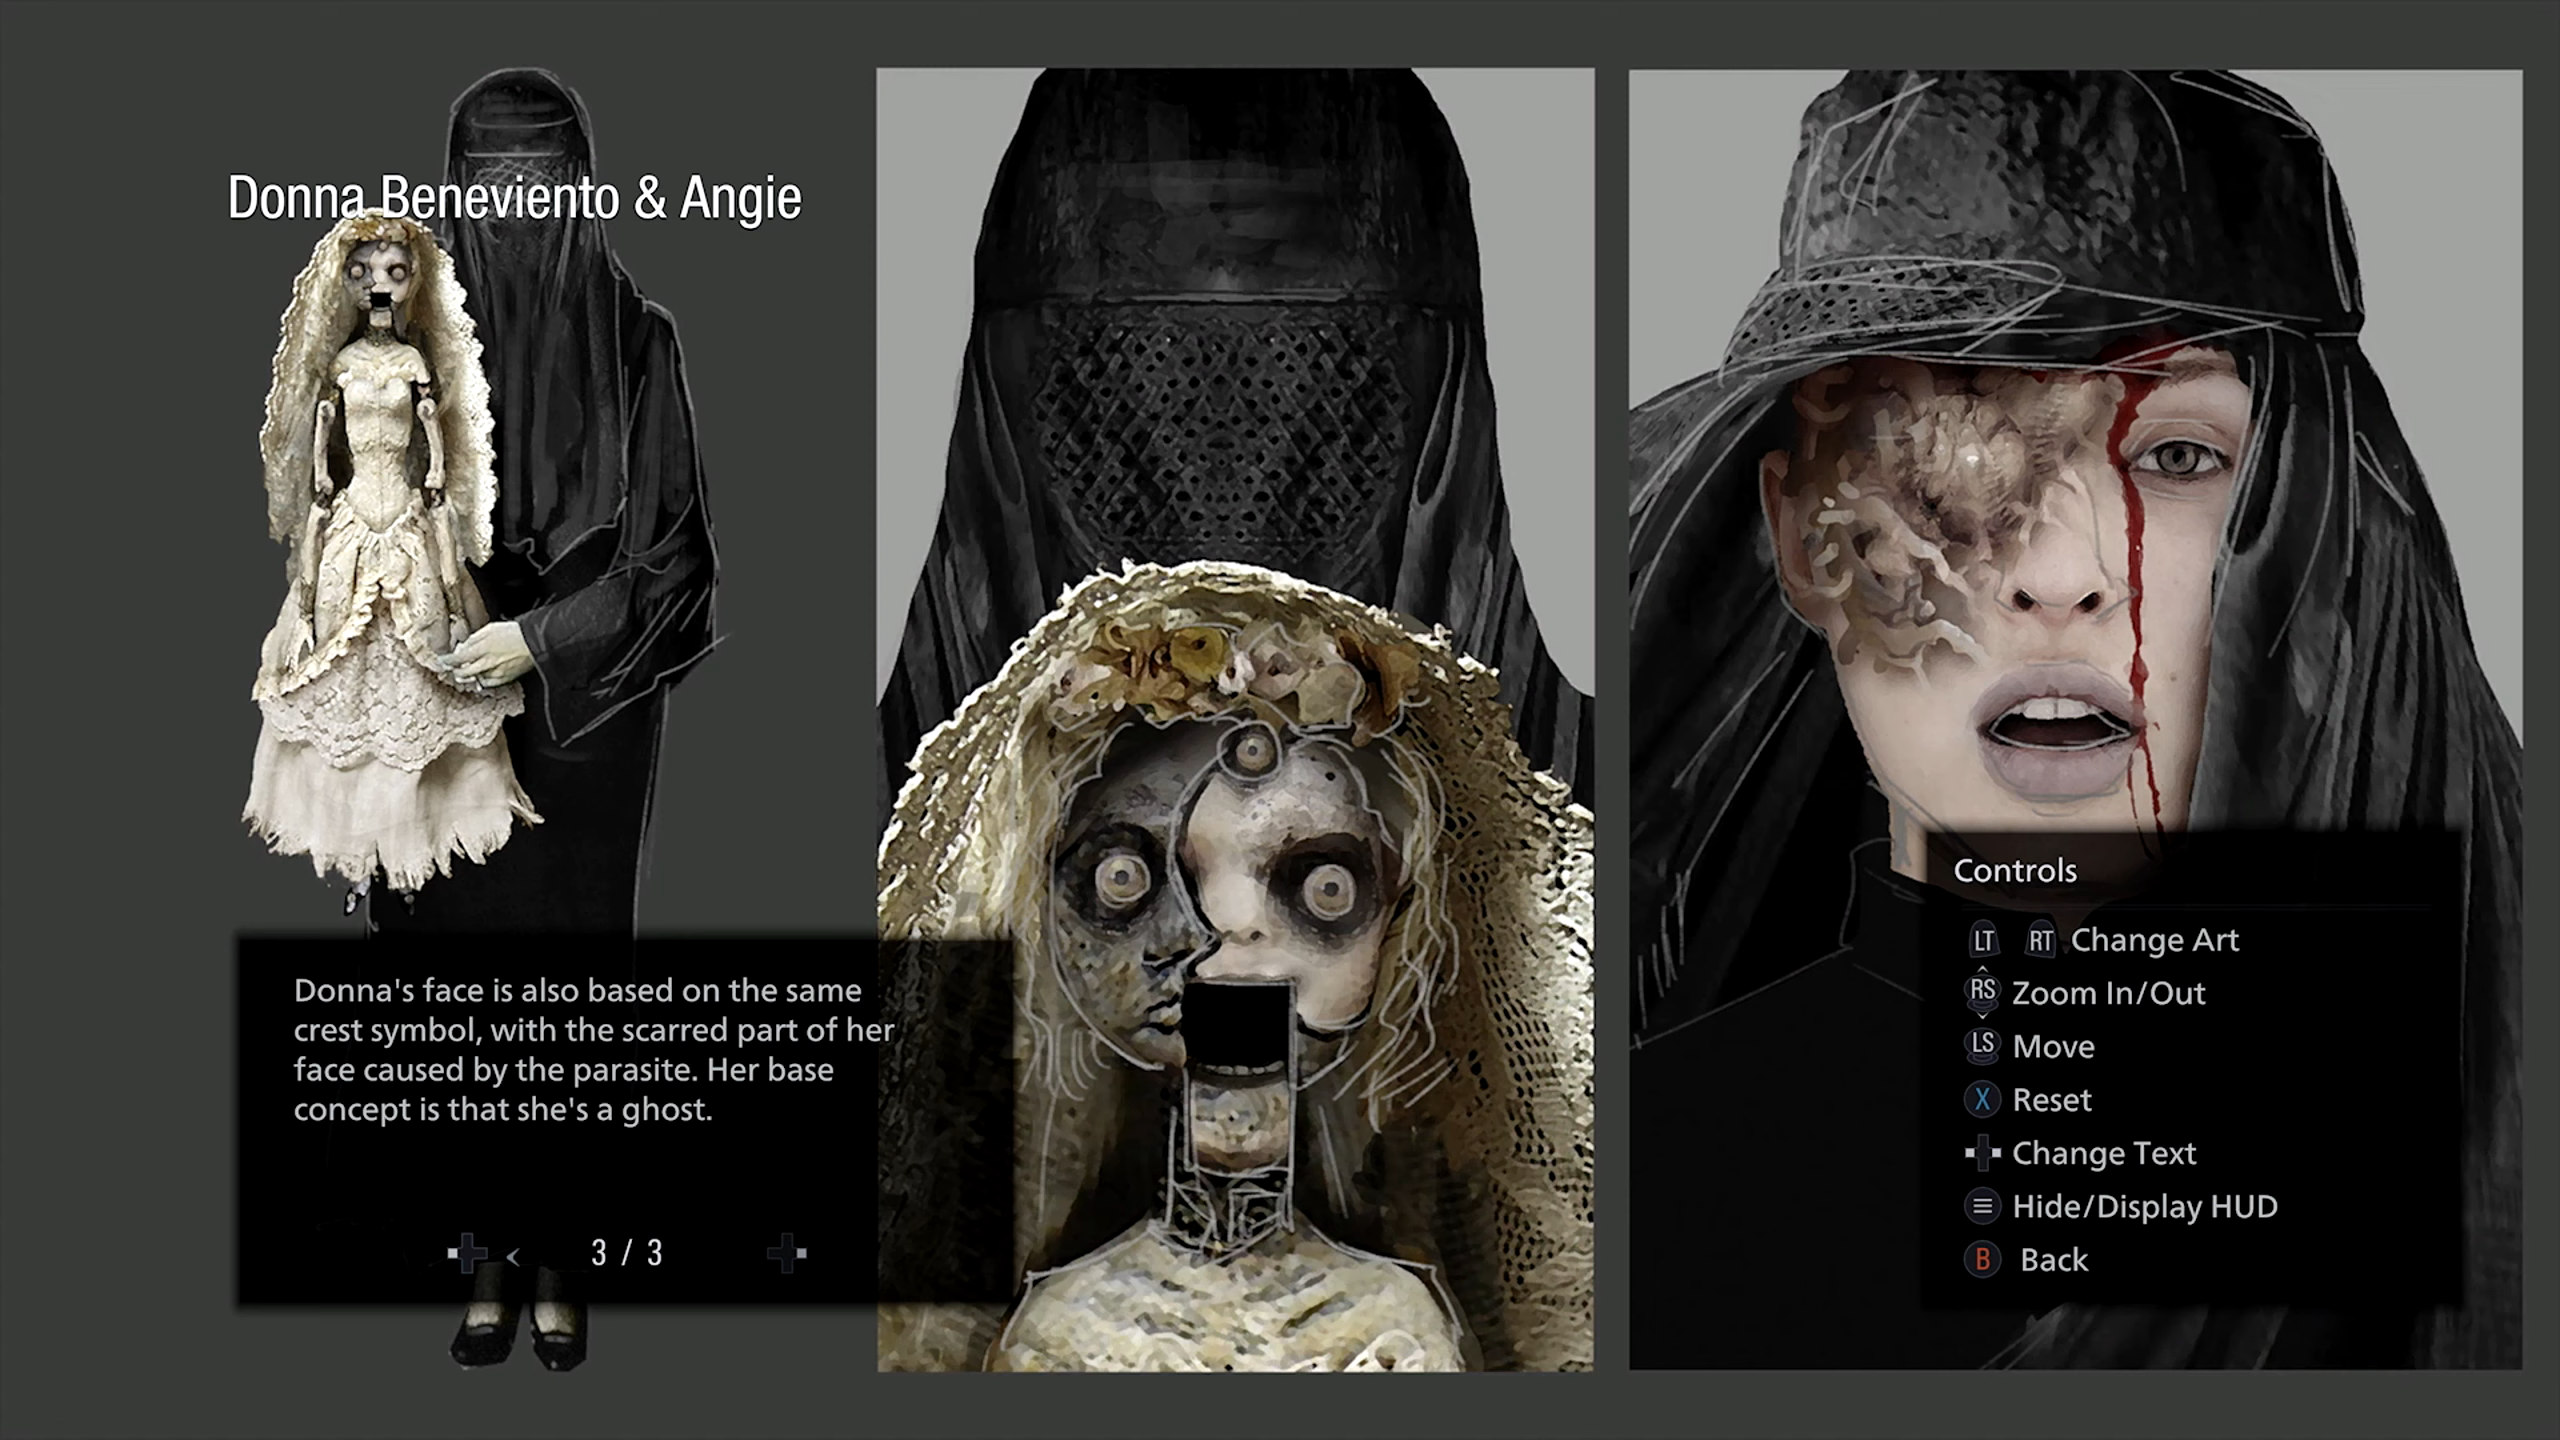 Donna Beneviento & Angie
Donna's face is also based on the same
crest symbol, with the scarred part of her
face caused by the parasite. Her base
concept is that she's a ghost.
3 / 3
Controls
LT RT Change Art
RS Zoom In/Out
LS Move
X Reset
Change Text
Hide/Display HUD
B Back